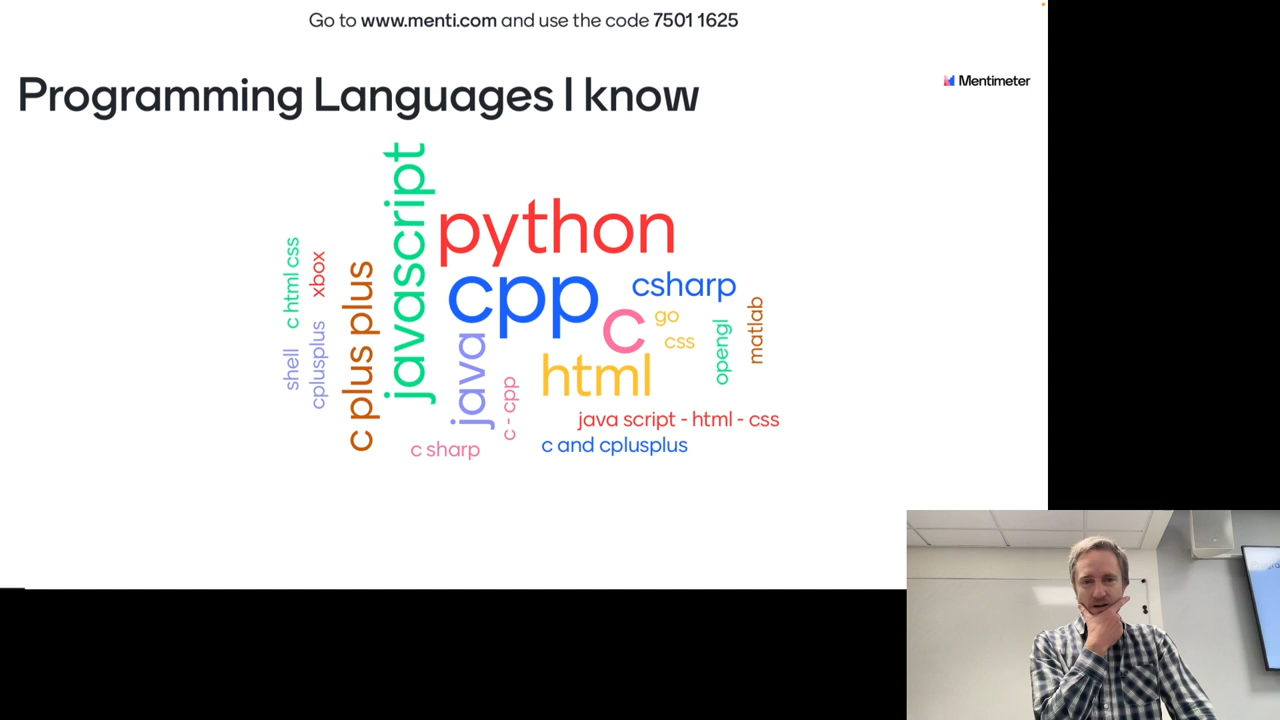 Go to www.menti.com and use the code 7501 1625
Programming Languages I know
Mentimeter
javascript
python
c html css
xbox
c plus plus
cpp
csharp
c
go
css
opengl
matlab
shell
cplusplus
java
html
c - cpp
java script - html - css
c sharp
c and cplusplus